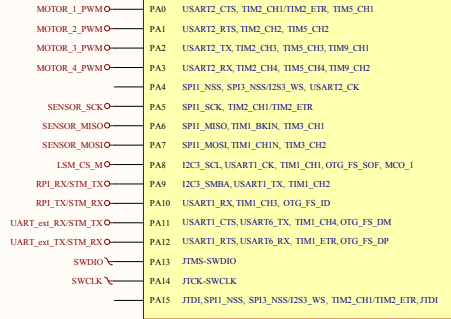 MOTOR_1_PWM PA0 USART2_CTS, TIM2_CH1/TIM2_ETR, TIM5_CH1
MOTOR_2_PWM PA1 USART2_RTS, TIM2_CH2, TIM5_CH2
MOTOR_3_PWM PA2 USART2_TX, TIM2_CH3, TIM5_CH3, TIM9_CH1
MOTOR_4_PWM PA3 USART2_RX, TIM2_CH4, TIM5_CH4, TIM9_CH2
PA4 SPI1_NSS, SPI3_NSS/I2S3_WS, USART2_CK
SENSOR_SCK PA5 SPI1_SCK, TIM2_CH1/TIM2_ETR
SENSOR_MISO PA6 SPI1_MISO, TIM1_BKIN, TIM3_CH1
SENSOR_MOSI PA7 SPI1_MOSI, TIM1_CH1N, TIM3_CH2
LSM_CS_M PA8 I2C3_SCL, USART1_CK, TIM1_CH1, OTG_FS_SOF, MCO_1
RPI_RX/STM_TX PA9 I2C3_SMBA, USART1_TX, TIM1_CH2
RPI_TX/STM_RX PA10 USART1_RX, TIM1_CH3, OTG_FS_ID
UART_ext_RX/STM_TX PA11 USART1_CTS, USART6_TX, TIM1_CH4, OTG_FS_DM
UART_ext_TX/STM_RX PA12 USART1_RTS, USART6_RX, TIM1_ETR, OTG_FS_DP
SWDIO PA13 JTMS-SWDIO
SWCLK PA14 JTCK-SWCLK
PA15 JTDI, SPI1_NSS, SPI3_NSS/I2S3_WS, TIM2_CH1/TIM2_ETR, JTDI